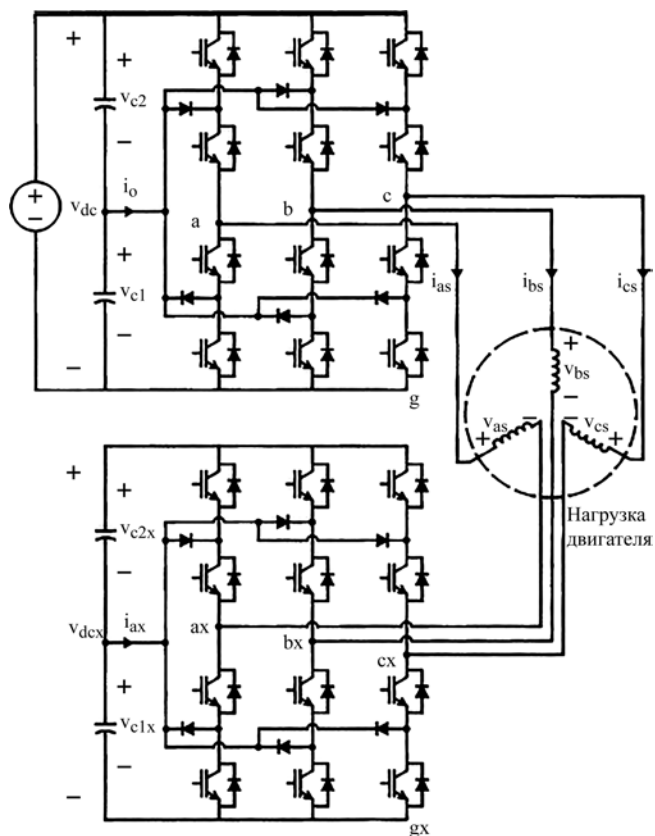 +
+
v_c2
−
+
−
v_dc
i_o
a
b
c
+
v_c1
−
−
i_as
i_bs
i_cs
g
+
v_bs
−
v_as
−
−
v_cs
+
+
Нагрузка
двигателя
+
+
v_c2x
−
v_dcx
i_ax
ax
bx
cx
+
v_c1x
−
−
gx